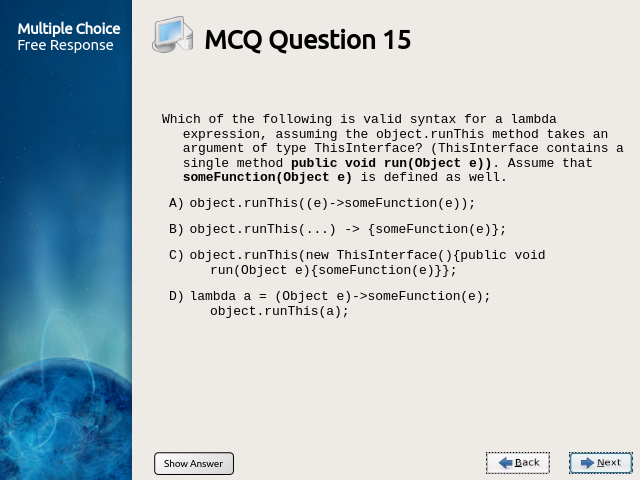 Multiple Choice
Free Response
MCQ Question 15
Which of the following is valid syntax for a lambda
expression, assuming the object.runThis method takes an
argument of type ThisInterface? (ThisInterface contains a
single method public void run(Object e)). Assume that
someFunction(Object e) is defined as well.
A) object.runThis((e)->someFunction(e));
B) object.runThis(...) -> {someFunction(e)};
C) object.runThis(new ThisInterface(){public void
run(Object e){someFunction(e)}};
D) lambda a = (Object e)->someFunction(e);
object.runThis(a);
Show Answer
Back
Next